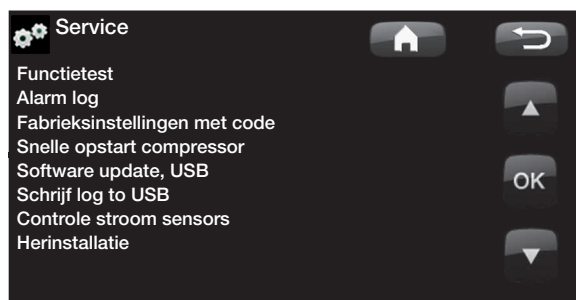 Service
Functietest
Alarm log
Fabrieksinstellingen met code
Snelle opstart compressor
Software update, USB
OK
Schrijf log to USB
Controle stroom sensors
Herinstallatie